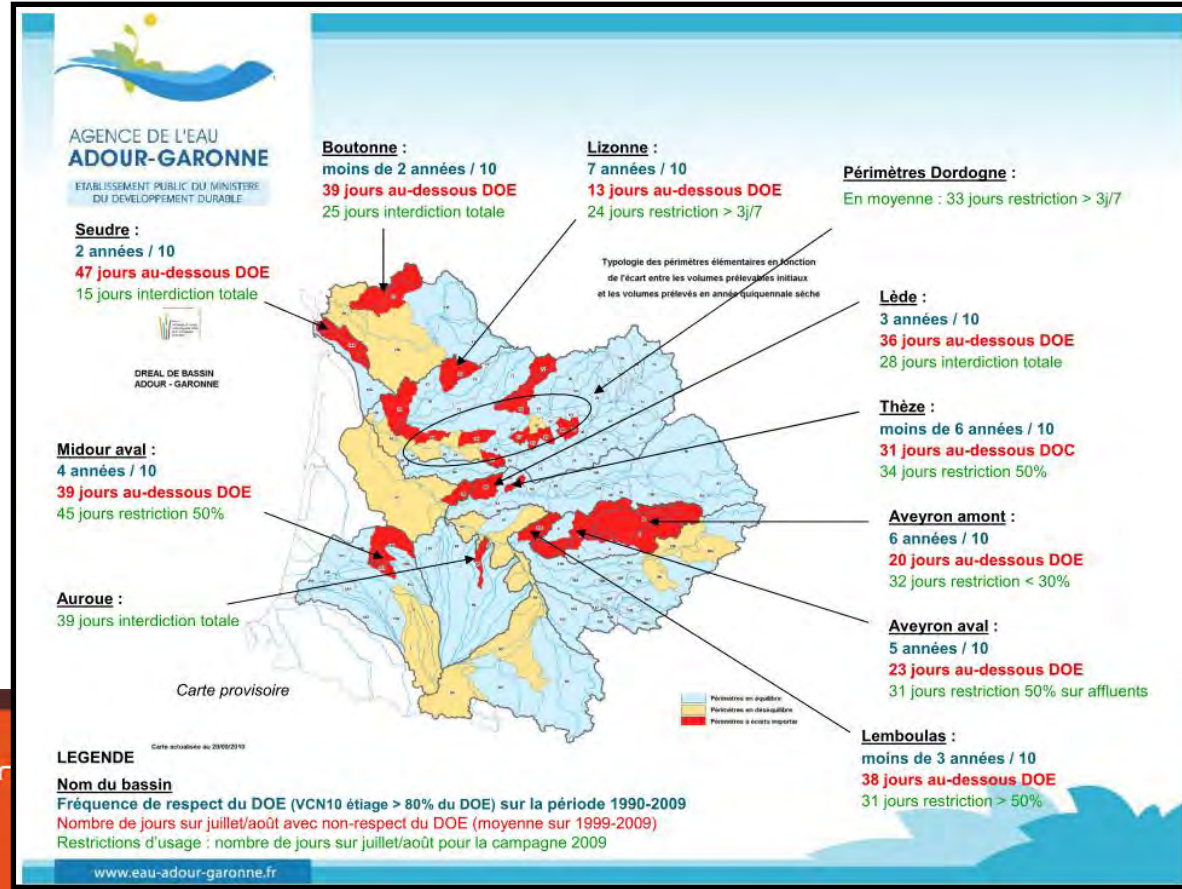 AGENCE DE L'EAU
ADOUR-GARONNE
ETABLISSEMENT PUBLIC DU MINISTERE
DU DEVELOPPEMENT DURABLE
Boutonne :
moins de 2 années / 10
39 jours au-dessous DOE
25 jours interdiction totale
Lizonne :
7 années / 10
13 jours au-dessous DOE
24 jours restriction > 3j/7
Périmètres Dordogne :
En moyenne : 33 jours restriction > 3j/7
Seudre :
2 années / 10
47 jours au-dessous DOE
15 jours interdiction totale
DREAL DE BASSIN
ADOUR - GARONNE
Typologie des périmètres élémentaires en fonction
de l'écart entre les volumes prélevables initiaux
et les volumes prélevés en année quiquennale sèche
Lède :
3 années / 10
36 jours au-dessous DOE
28 jours interdiction totale
Thèze :
moins de 6 années / 10
31 jours au-dessous DOC
34 jours restriction 50%
Midour aval :
4 années / 10
39 jours au-dessous DOE
45 jours restriction 50%
Aveyron amont :
6 années / 10
20 jours au-dessous DOE
32 jours restriction < 30%
Auroue :
39 jours interdiction totale
Aveyron aval :
5 années / 10
23 jours au-dessous DOE
31 jours restriction 50% sur affluents
Carte provisoire
Périmètres en équilibre
Périmètres en déséquilibre
Périmètres à écarts importants
Lemboulas :
moins de 3 années / 10
38 jours au-dessous DOE
31 jours restriction > 50%
Carte actualisée au 20/09/2010
LEGENDE
Nom du bassin
Fréquence de respect du DOE (VCN10 étiage > 80% du DOE) sur la période 1990-2009
Nombre de jours sur juillet/août avec non-respect du DOE (moyenne sur 1999-2009)
Restrictions d'usage : nombre de jours sur juillet/août pour la campagne 2009
www.eau-adour-garonne.fr